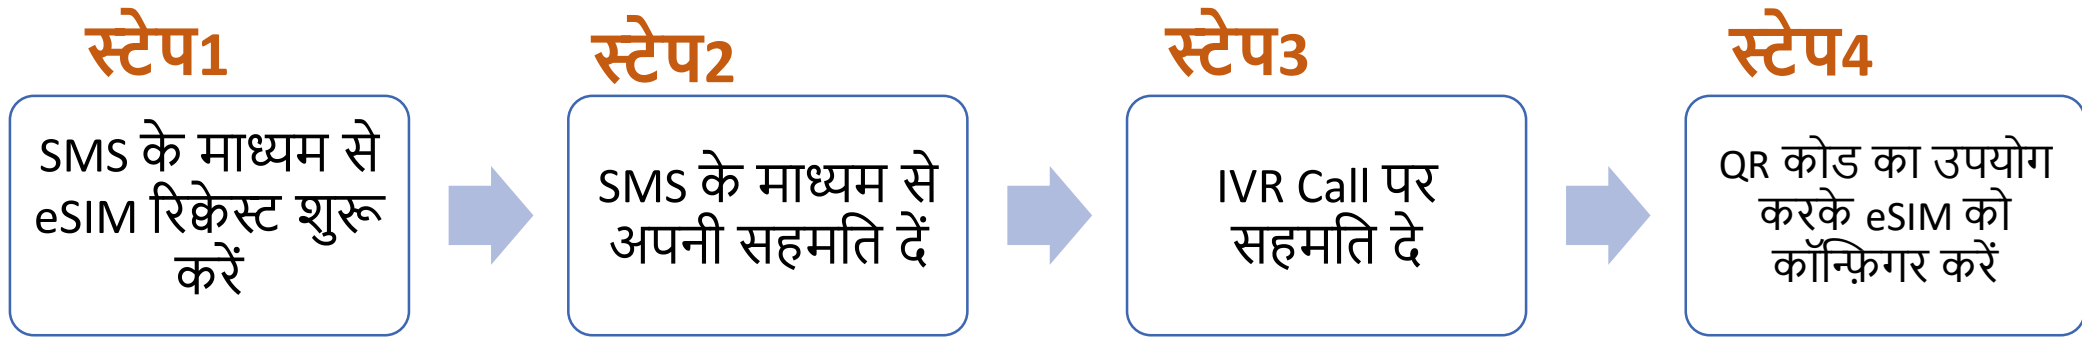 स्टेप1
SMS के माध्यम से
eSIM रिक्वेस्ट शुरू
करें
स्टेप2
SMS के माध्यम से
अपनी सहमति दें
स्टेप3
IVR Call पर
सहमति दे
स्टेप4
QR कोड का उपयोग
करके eSIM को
कॉन्फ़िगर करें